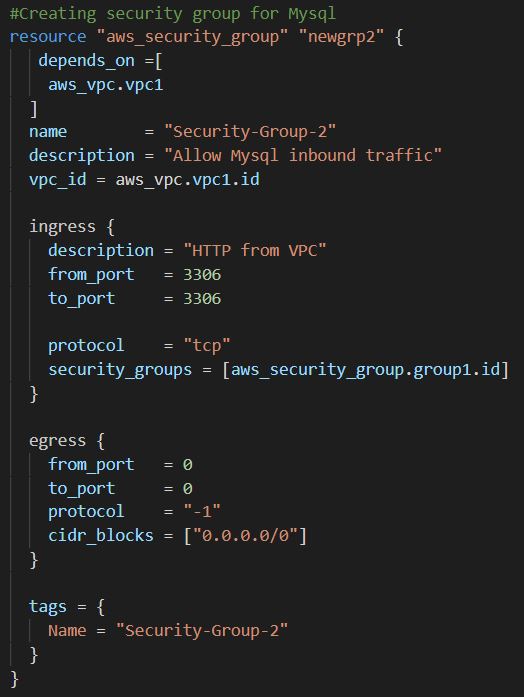 #Creating security group for Mysql
resource "aws_security_group" "newgrp2" {
depends_on =[
aws_vpc.vpc1
]
name        = "Security-Group-2"
description = "Allow Mysql inbound traffic"
vpc_id = aws_vpc.vpc1.id
ingress {
description = "HTTP from VPC"
from_port   = 3306
to_port     = 3306
protocol    = "tcp"
security_groups = [aws_security_group.group1.id]
}
egress {
from_port   = 0
to_port     = 0
protocol    = "-1"
cidr_blocks = ["0.0.0.0/0"]
}
tags = {
Name = "Security-Group-2"
}
}